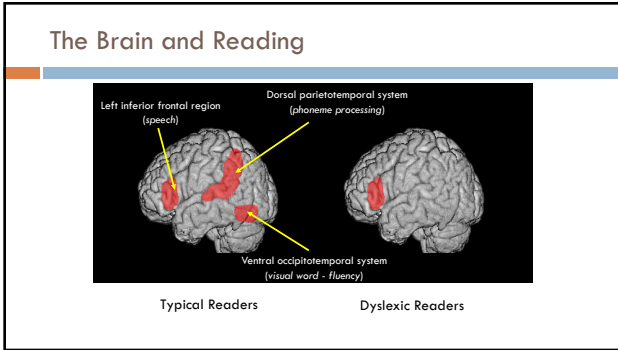 The Brain and Reading
Dorsal parietotemporal system
(phoneme processing)
Left inferior frontal region
(speech)
Ventral occipitotemporal system
(visual word - fluency)
Typical Readers
Dyslexic Readers